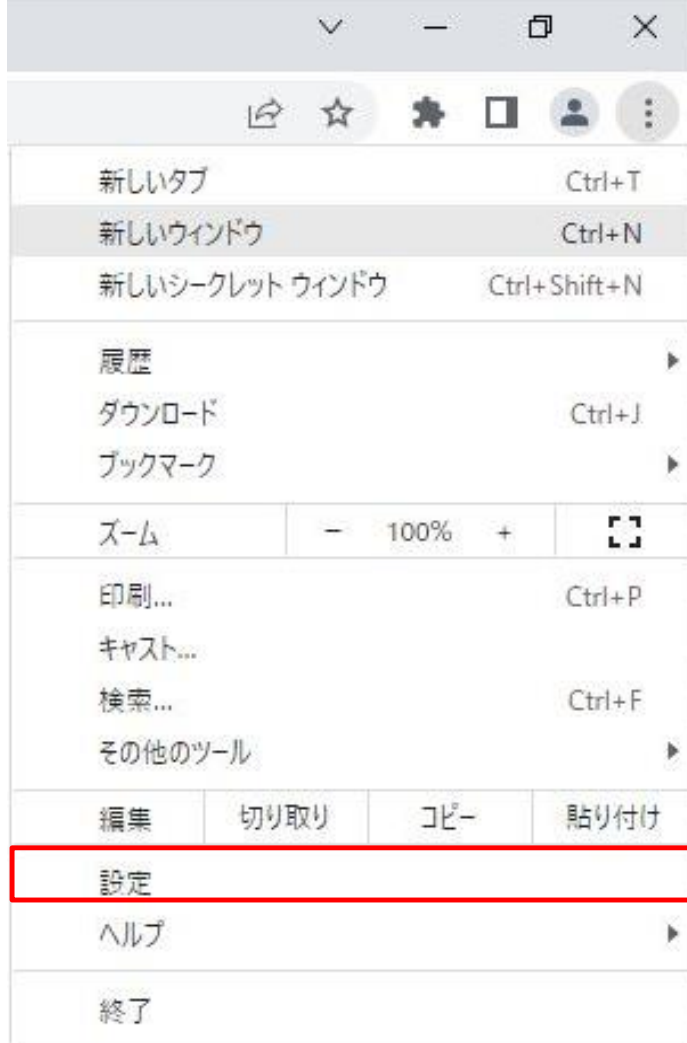 新しいタブ Ctrl+T
新しいウィンドウ Ctrl+N
新しいシークレット ウィンドウ Ctrl+Shift+N
履歴
ダウンロード Ctrl+J
ブックマーク
ズーム − 100% +
印刷... Ctrl+P
キャスト...
検索... Ctrl+F
その他のツール
編集 切り取り コピー 貼り付け
設定
ヘルプ
終了